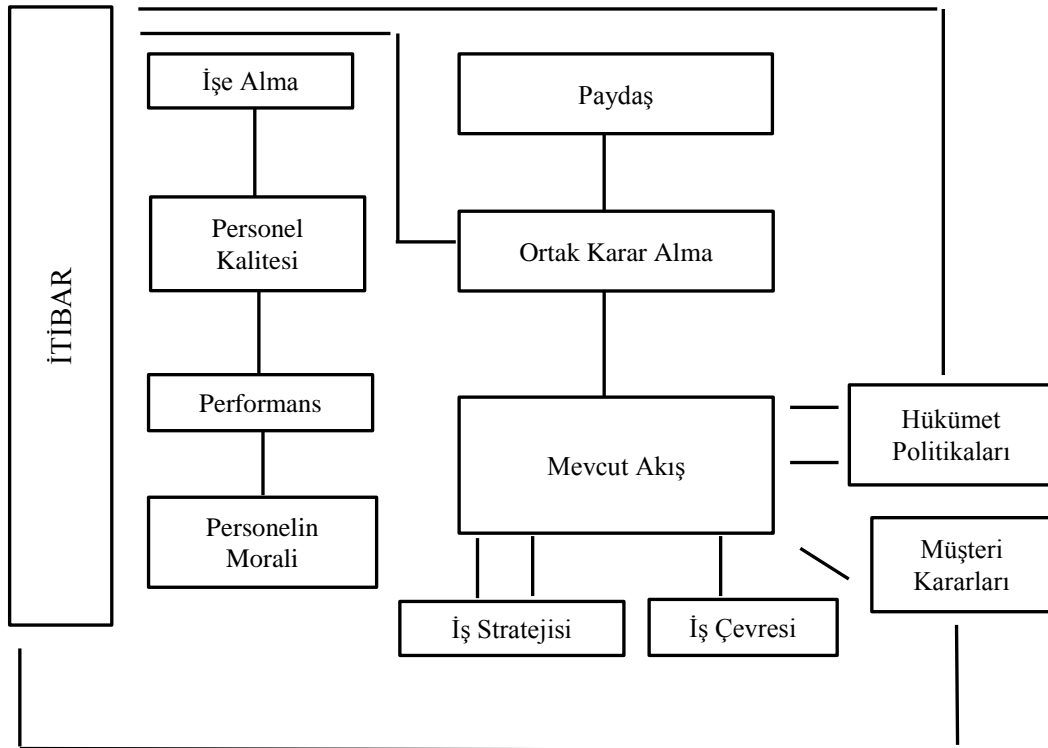 İTİBAR
İşe Alma
Paydaş
Personel
Kalitesi
Ortak Karar Alma
Performans
Mevcut Akış
Hükümet
Politikaları
Personelin
Morali
Müşteri
Kararları
İş Stratejisi
İş Çevresi